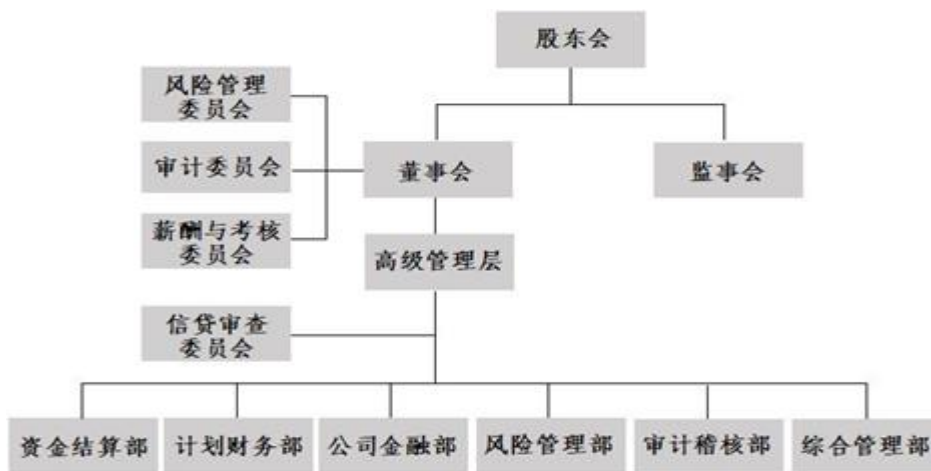 股东会
风险管理
委员会
审计委员会
董事会
监事会
薪酬与考核
委员会
高级管理层
信贷审查
委员会
资金结算部
计划财务部
公司金融部
风险管理部
审计稽核部
综合管理部